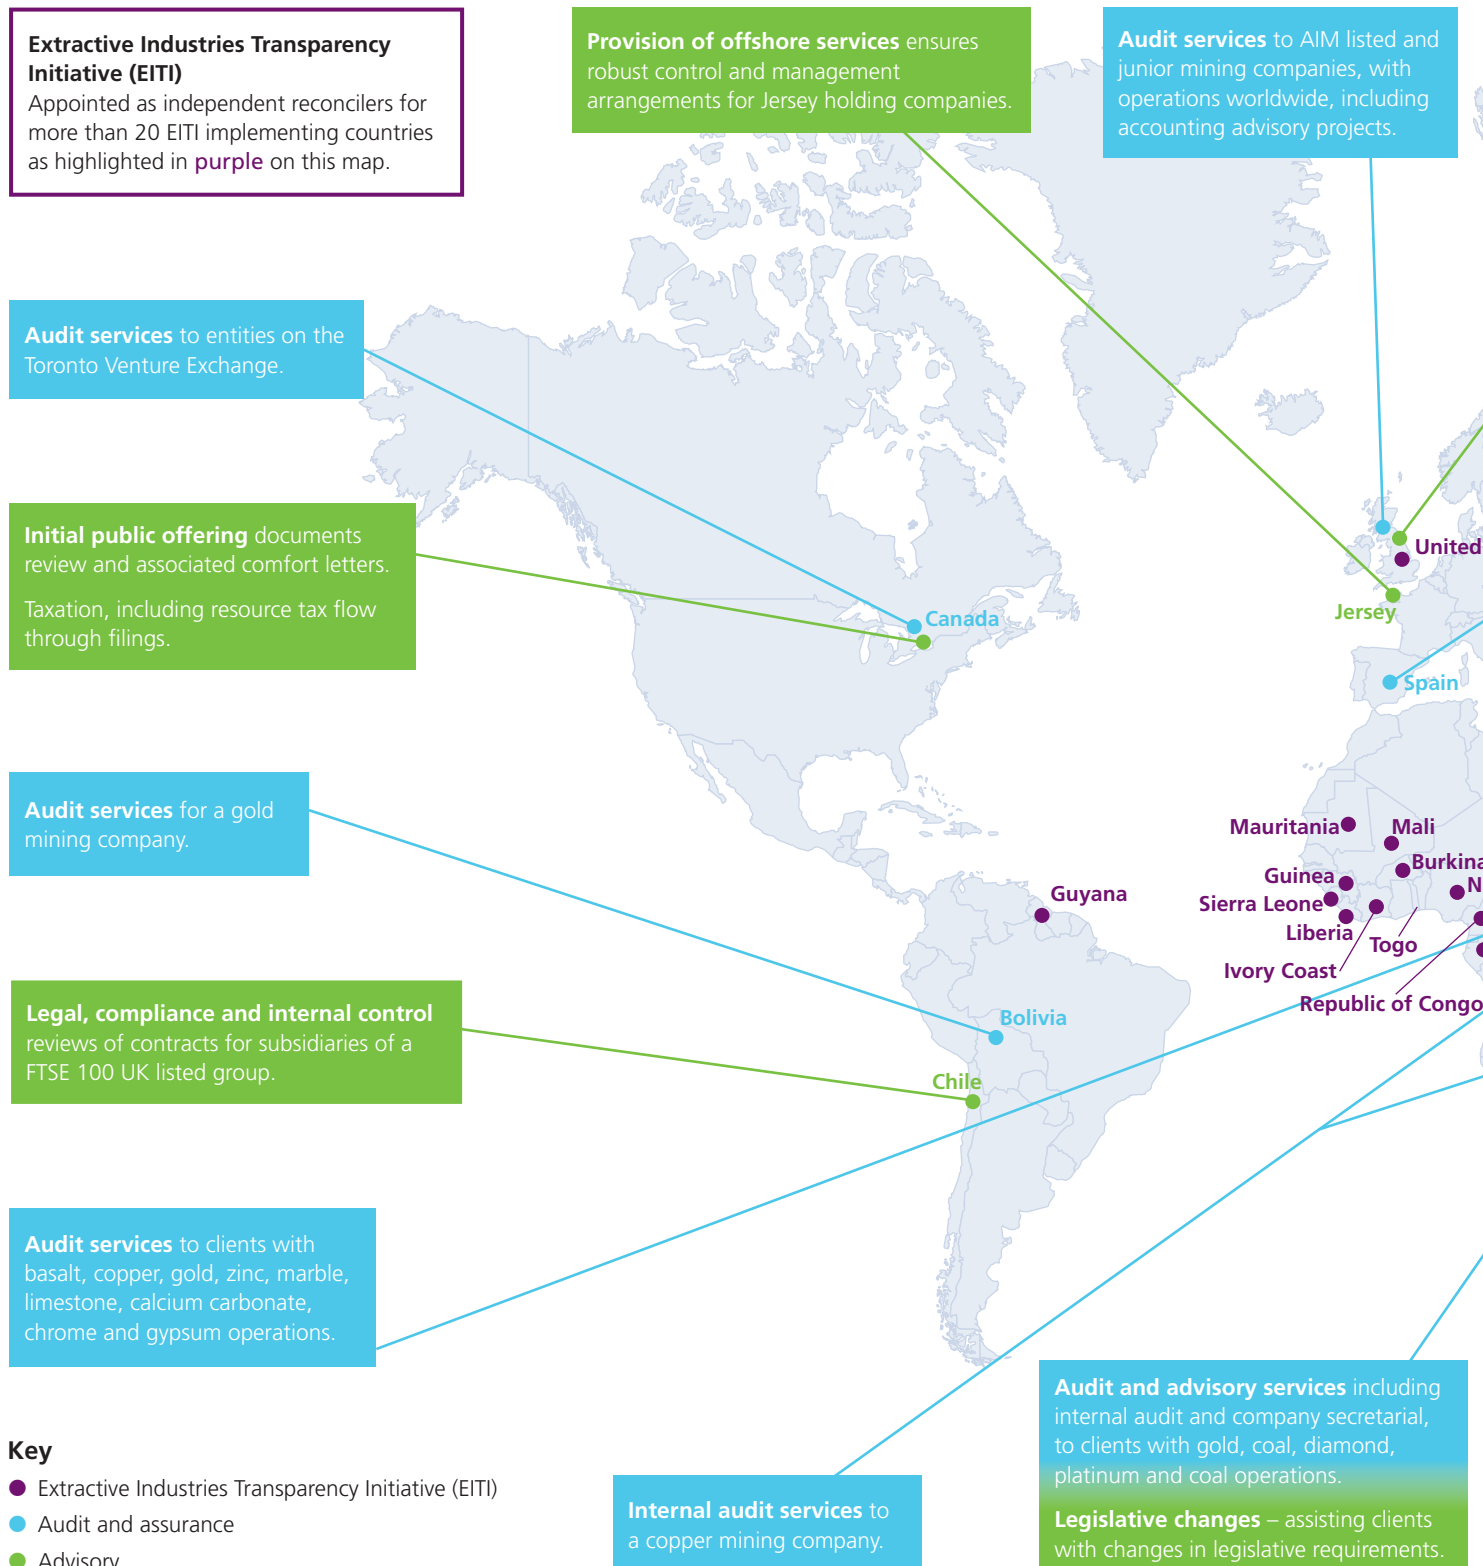 Extractive Industries Transparency
Initiative (EITI)
Appointed as independent reconcilers for
more than 20 EITI implementing countries
as highlighted in purple on this map.
Provision of offshore services ensures
robust control and management
arrangements for Jersey holding companies.
Audit services to AIM listed and
junior mining companies, with
operations worldwide, including
accounting advisory projects.
Audit services to entities on the
Toronto Venture Exchange.
Initial public offering documents
review and associated comfort letters.
Taxation, including resource tax flow
through filings.
United
Jersey
Canada
Spain
Audit services for a gold
mining company.
Mauritania
Mali
Burkina
Guinea
N
Sierra Leone
Guyana
Liberia
Togo
Ivory Coast
Republic of Congo
Legal, compliance and internal control
reviews of contracts for subsidiaries of a
FTSE 100 UK listed group.
Bolivia
Chile
Audit services to clients with
basalt, copper, gold, zinc, marble,
limestone, calcium carbonate,
chrome and gypsum operations.
Audit and advisory services including
internal audit and company secretarial,
to clients with gold, coal, diamond,
platinum and coal operations.
Legislative changes – assisting clients
with changes in legislative requirements.
Internal audit services to
a copper mining company.
Key
Extractive Industries Transparency Initiative (EITI)
Audit and assurance
Advisory